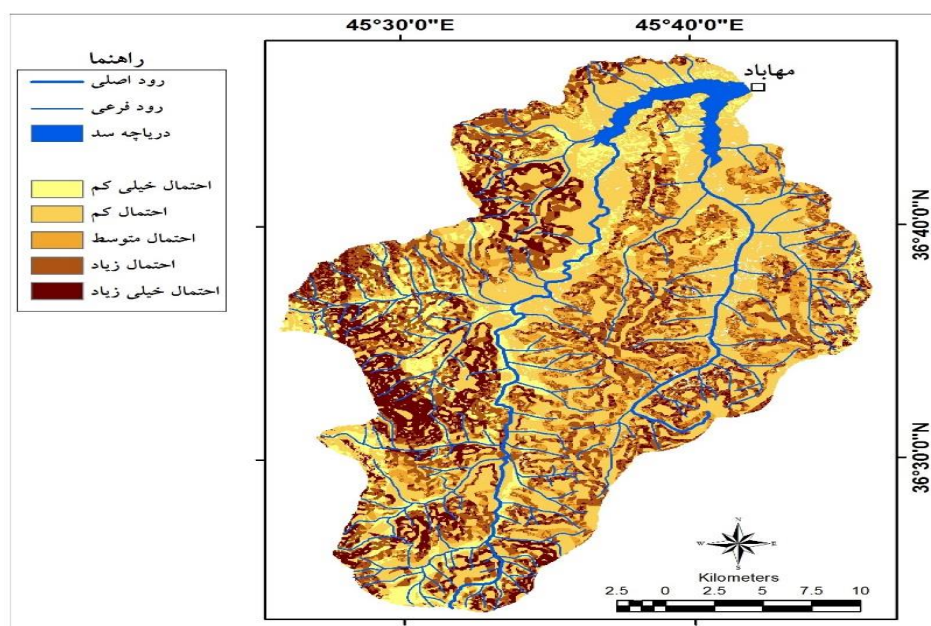 45°30'0"E 45°40'0"E
راهنما
رود اصلی
رود فرعی
دریاچه سد
احتمال خیلی کم
احتمال کم
احتمال متوسط
احتمال زیاد
احتمال خیلی زیاد
مهاباد
36°40'0"N
36°30'0"N
N
W E
S
Kilometers
2.5 0 2.5 5 7.5 10